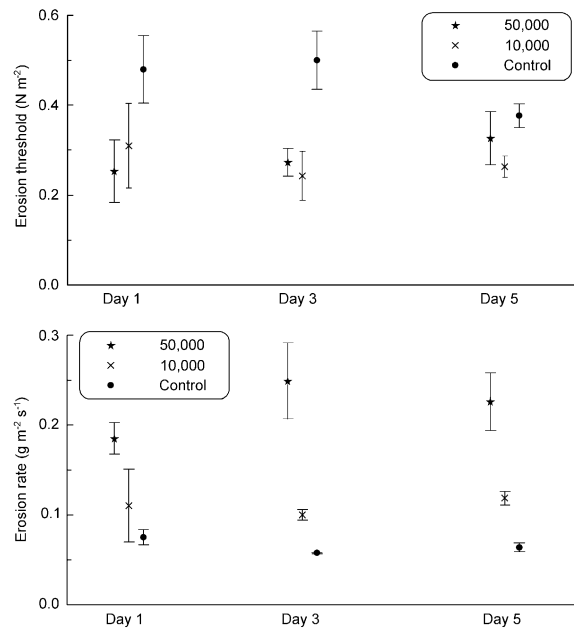 0.6
50,000
10,000
Control
Erosion threshold (N m⁻²)
0.4
0.2
0.0
Day 1 Day 3 Day 5
0.3
50,000
10,000
Control
Erosion rate (g m⁻² s⁻¹)
0.2
0.1
0.0
Day 1 Day 3 Day 5